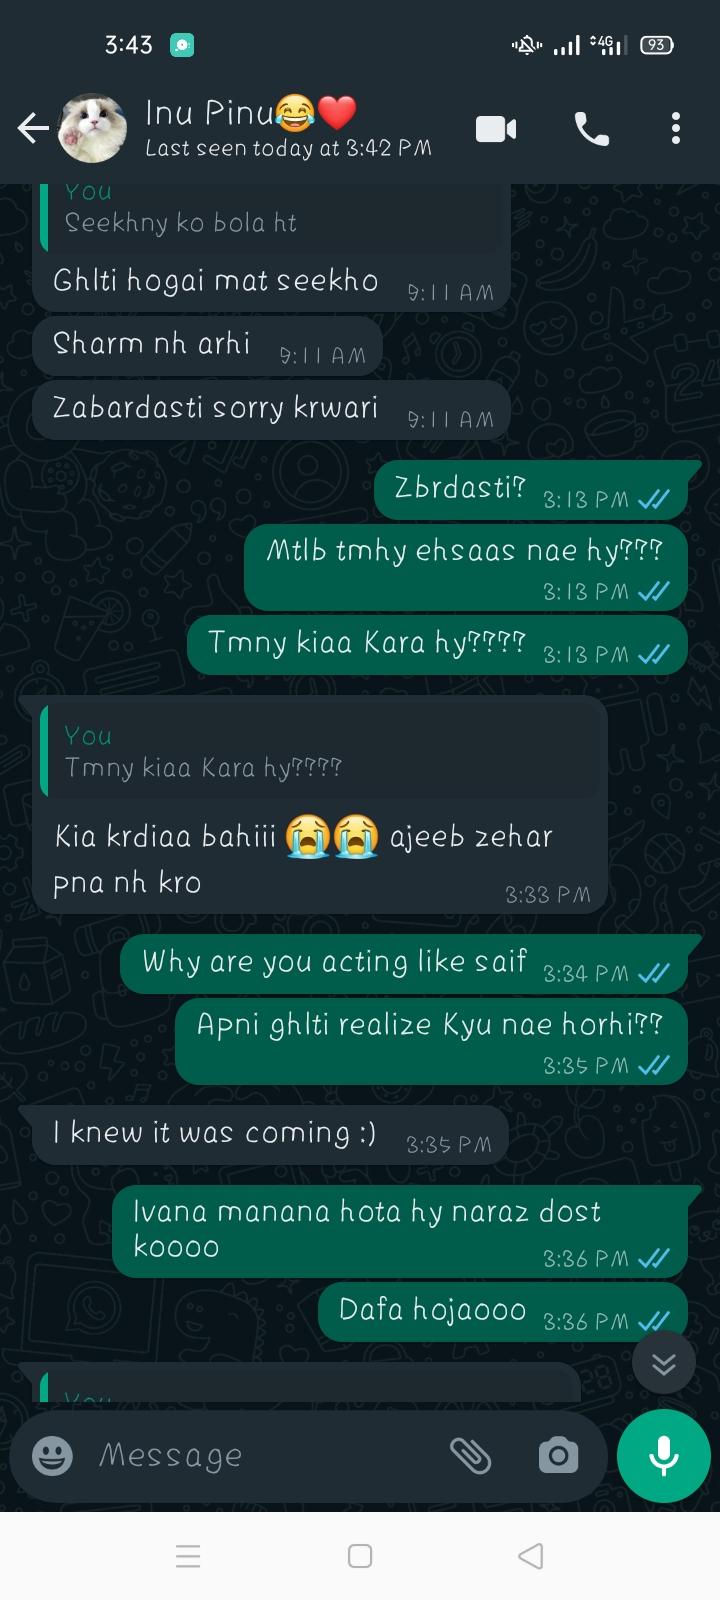 3:43
4G
93
Inu Pinu😂❤️
Last seen today at 3:42 PM
You
Seekhny ko bola ht
Ghlti hogai mat seekho 9:11 AM
Sharm nh arhi 9:11 AM
Zabardasti sorry krwari 9:11 AM
Zbrdasti? 3:13 PM
Mtlb tmhy ehsaas nae hy???
3:13 PM
Tmny kiaa Kara hy???? 3:13 PM
You
Tmny kiaa Kara hy????
Kia krdiaa bahiii 😭😭 ajeeb zehar
pna nh kro 3:33 PM
Why are you acting like saif 3:34 PM
Apni ghlti realize Kyu nae horhi??
3:35 PM
I knew it was coming :) 3:35 PM
Ivana manana hota hy naraz dost
koooo 3:36 PM
Dafa hojaooo 3:36 PM
You
Message